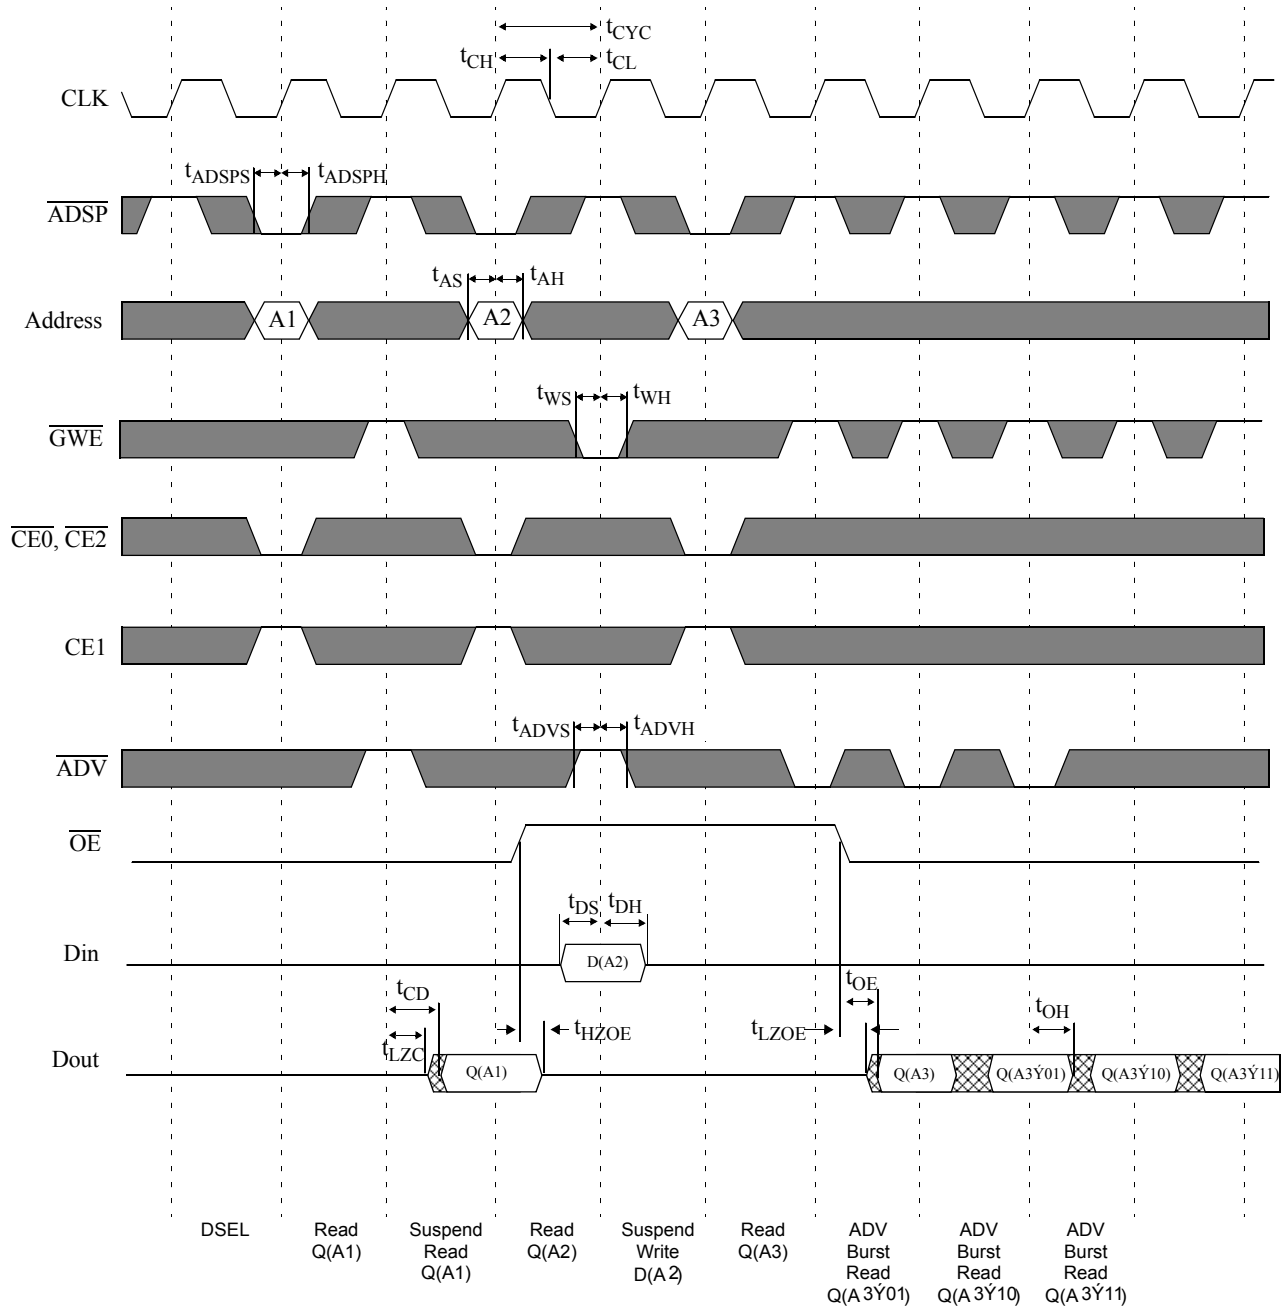 tCYC
tCH tCL
CLK
tADSPS tADSPH
ADSP
tAS tAH
Address A1 A2 A3
tWS tWH
GWE
CE0, CE2
CE1
tADVS tADVH
ADV
OE
tDS tDH
Din D(A2)
tCD tOE tOH
tLZC tHZOE tLZOE
Dout Q(A1) Q(A3) Q(A3Ý01) Q(A3Ý10) Q(A3Ý11)
DSEL Read Suspend Read Suspend Read ADV ADV ADV
Q(A1) Read Q(A2) Write Q(A3) Burst Burst Burst
Q(A1) D(A2) Read Read Read
Q(A3Ý01) Q(A3Ý10) Q(A3Ý11)